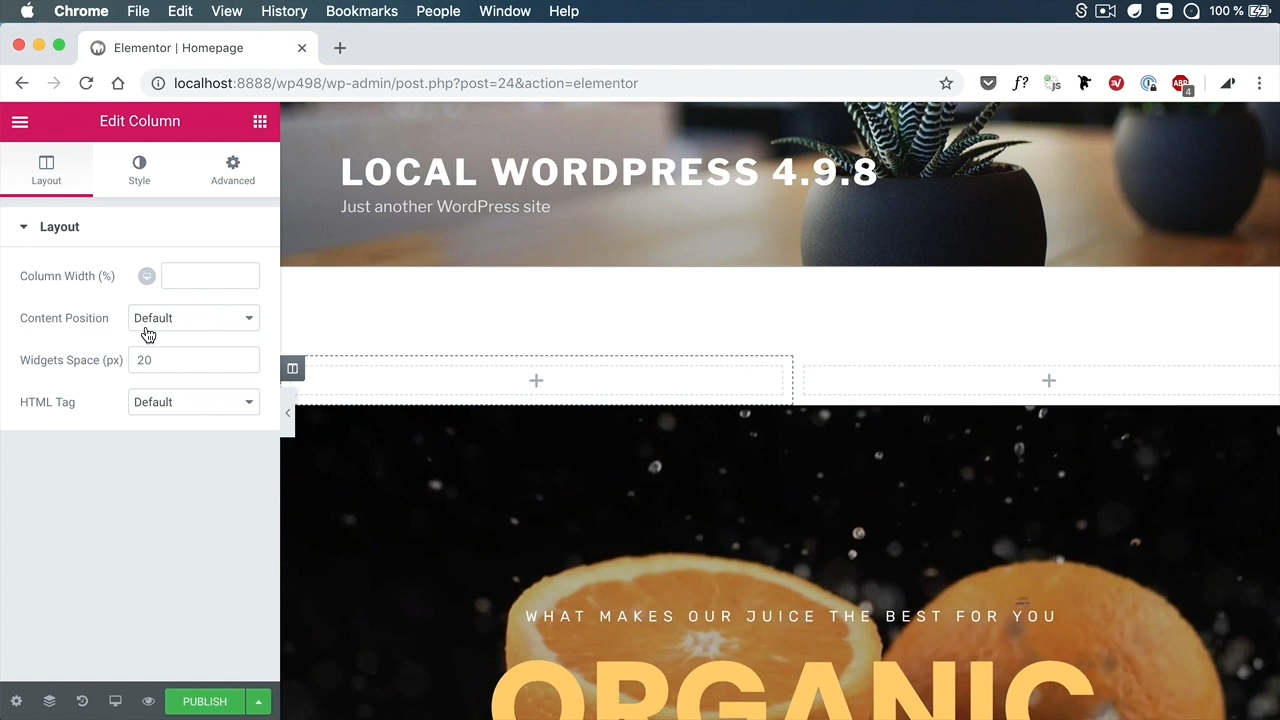 Chrome File Edit View History Bookmarks People Window Help 100 %
Elementor | Homepage
localhost:8888/wp498/wp-admin/post.php?post=24&action=elementor
f? js ABP 4
Edit Column
Layout Style Advanced
Layout
Column Width (%)
Content Position Default
Widgets Space (px) 20
HTML Tag Default
PUBLISH
LOCAL WORDPRESS 4.9.8
Just another WordPress site
WHAT MAKES OUR JUICE THE BEST FOR YOU
ORGANIC